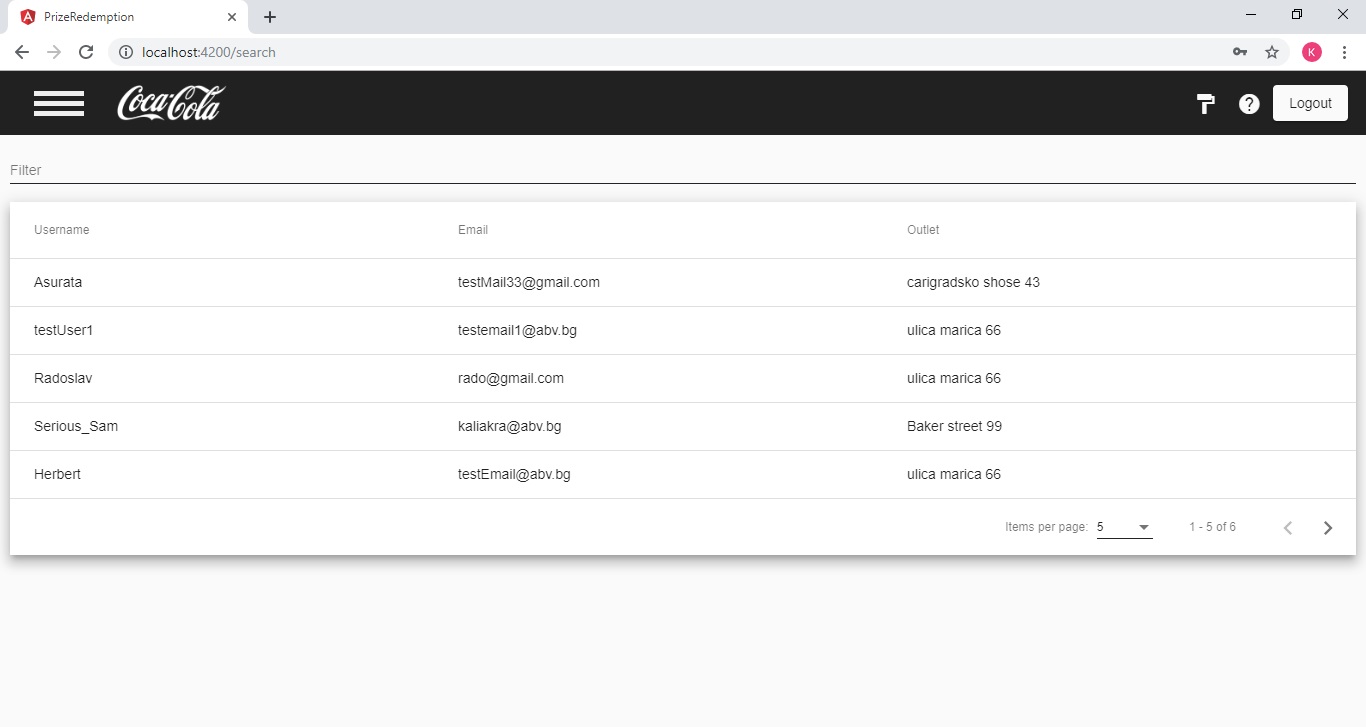 PrizeRedemption
localhost:4200/search
K
Coca-Cola
Logout
Filter
Username Email Outlet
Asurata testMail33@gmail.com carigradsko shose 43
testUser1 testemail1@abv.bg ulica marica 66
Radoslav rado@gmail.com ulica marica 66
Serious_Sam kaliakra@abv.bg Baker street 99
Herbert testEmail@abv.bg ulica marica 66
Items per page: 5 1 - 5 of 6